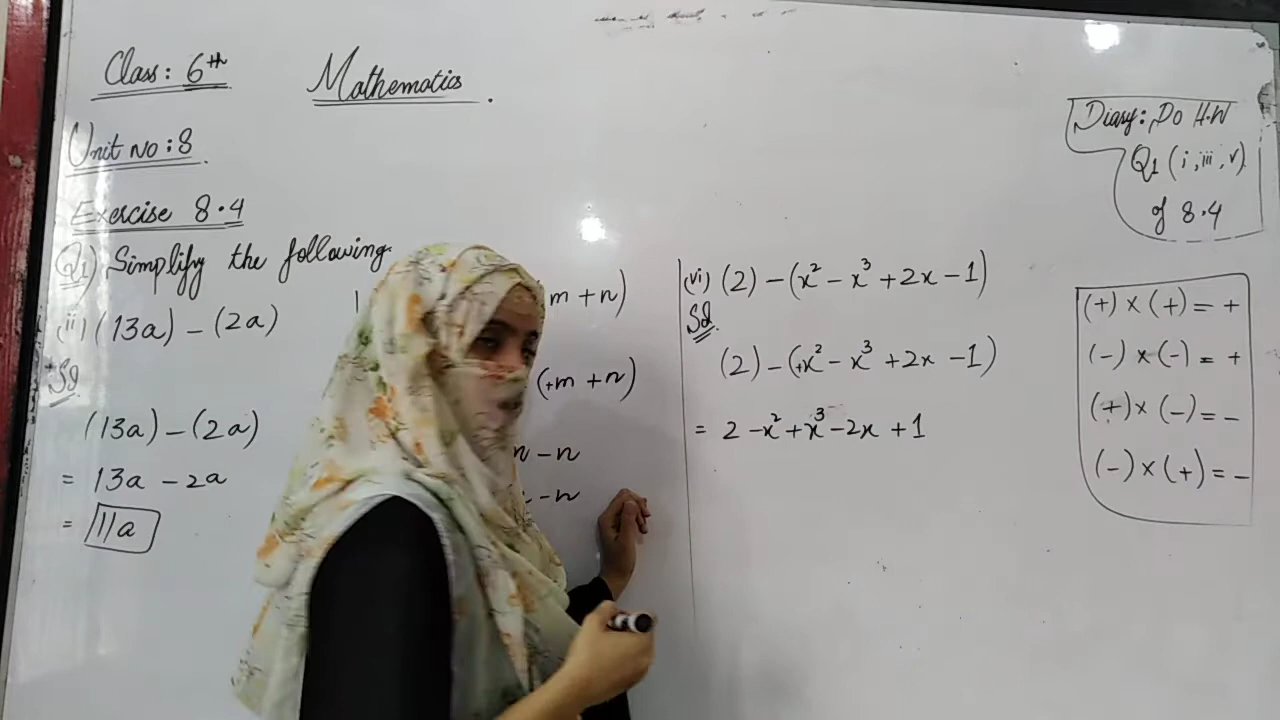 Class: 6th
Mathematics.
Unit No: 8.
Exercise 8.4
Q1) Simplify the following.
(ii) (13a) - (2a)
Sol.
(13a) - (2a)
= 13a - 2a
= 11a
m + n)
(+m + n)
- n
- n
(vi) (2) - (x² - x³ + 2x - 1)
Sol.
(2) - (+x² - x³ + 2x - 1)
= 2 - x² + x³ - 2x + 1
Diary: Do H.W
Q1 (i, iii, v)
of 8.4
(+) × (+) = +
(-) × (-) = +
(+) × (-) = -
(-) × (+) = -